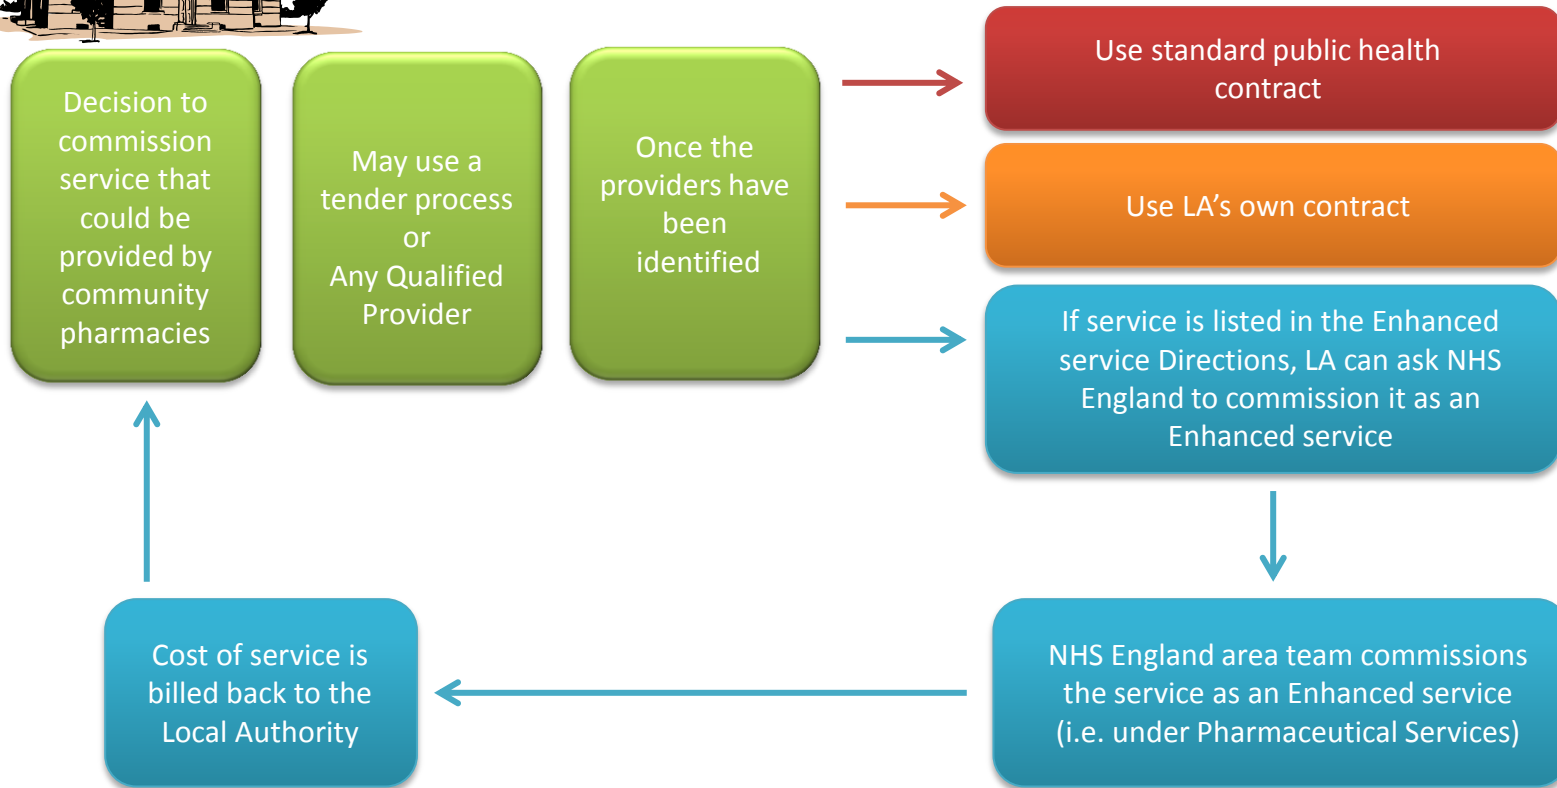 Decision to
commission
service that
could be
provided by
community
pharmacies
May use a
tender process
or
Any Qualified
Provider
Once the
providers have
been
identified
Use standard public health
contract
Use LA’s own contract
If service is listed in the Enhanced
service Directions, LA can ask NHS
England to commission it as an
Enhanced service
NHS England area team commissions
the service as an Enhanced service
(i.e. under Pharmaceutical Services)
Cost of service is
billed back to the
Local Authority